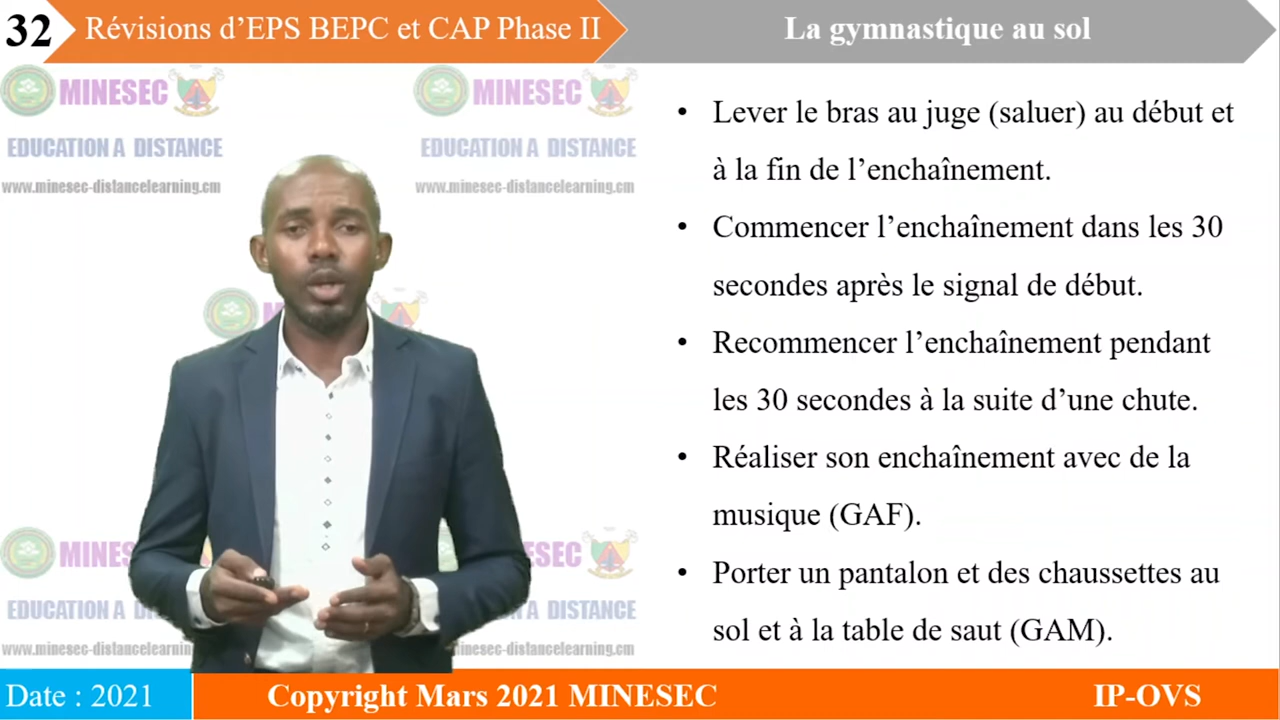 32
Révisions d’EPS BEPC et CAP Phase II
La gymnastique au sol
MINESEC
EDUCATION A DISTANCE
www.minesec-distancelearning.cm
MINESEC
EDUCATION A DISTANCE
www.minesec-distancelearning.cm
• Lever le bras au juge (saluer) au début et
à la fin de l’enchaînement.
• Commencer l’enchaînement dans les 30
secondes après le signal de début.
• Recommencer l’enchaînement pendant
les 30 secondes à la suite d’une chute.
• Réaliser son enchaînement avec de la
musique (GAF).
• Porter un pantalon et des chaussettes au
sol et à la table de saut (GAM).
Date : 2021
Copyright Mars 2021 MINESEC
IP-OVS